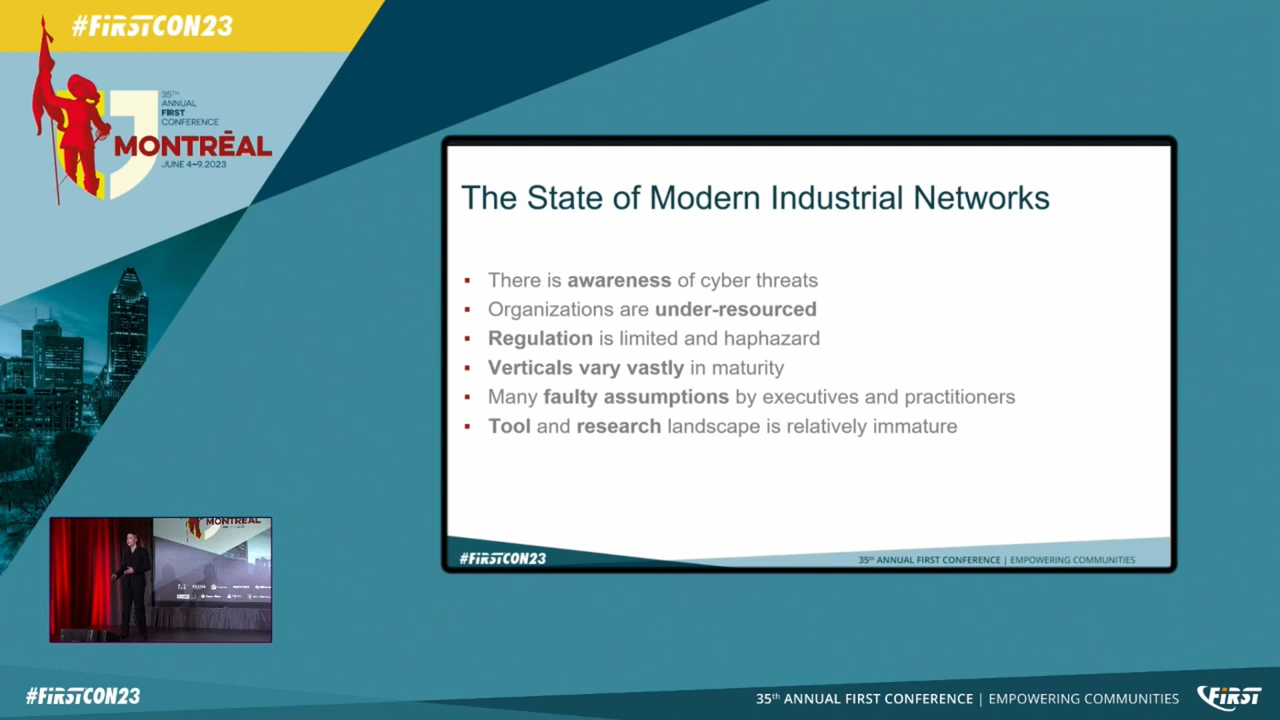 #FIRSTCON23
35TH
ANNUAL
FIRST
CONFERENCE
MONTRĒAL
JUNE 4-9, 2023
The State of Modern Industrial Networks
▪ There is awareness of cyber threats
▪ Organizations are under-resourced
▪ Regulation is limited and haphazard
▪ Verticals vary vastly in maturity
▪ Many faulty assumptions by executives and practitioners
▪ Tool and research landscape is relatively immature
#FIRSTCON23
35th ANNUAL FIRST CONFERENCE | EMPOWERING COMMUNITIES
MONTRĒAL
#FIRSTCON23
35th ANNUAL FIRST CONFERENCE | EMPOWERING COMMUNITIES
FIRST